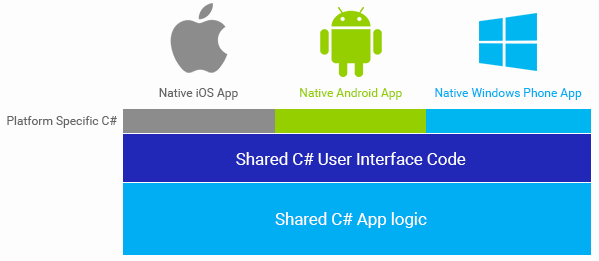 Native iOS App
Native Android App
Native Windows Phone App
Platform Specific C#
Shared C# User Interface Code
Shared C# App logic